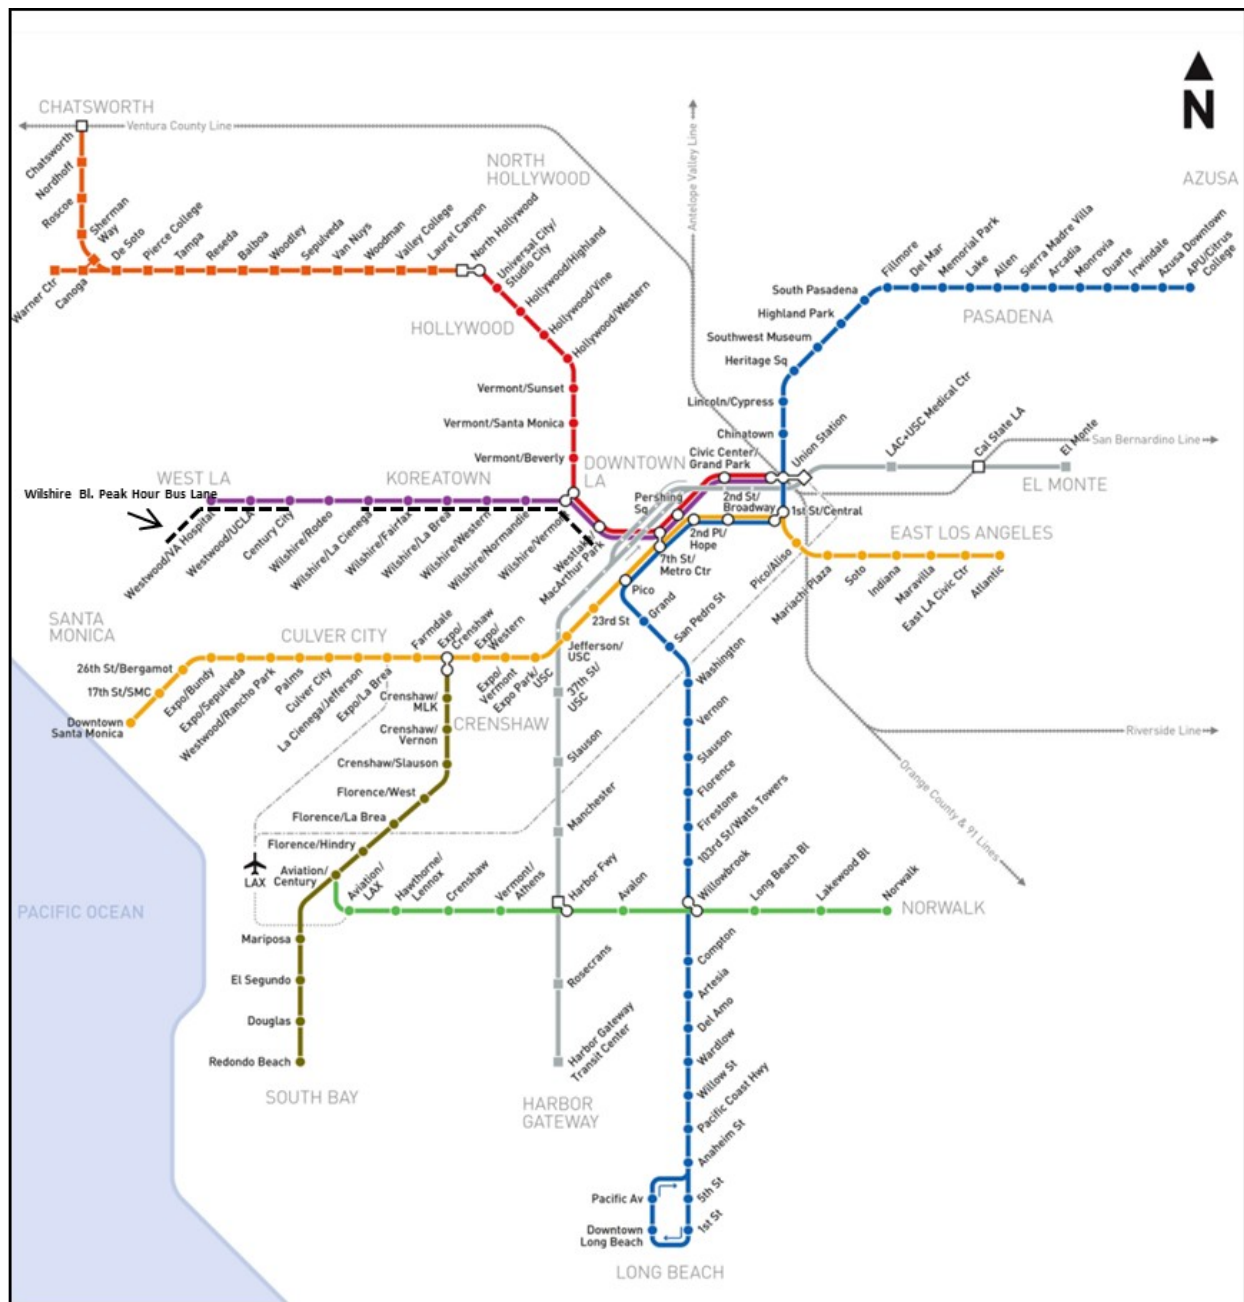 N
CHATSWORTH
Ventura County Line
Antelope Valley Line
NORTH
HOLLYWOOD
AZUSA
Chatsworth
Nordhoff
Roscoe
Sherman
Way
Warner Ctr
Canoga
De Soto
Pierce College
Tampa
Reseda
Balboa
Woodley
Sepulveda
Van Nuys
Woodman
Valley College
Laurel Canyon
North Hollywood
Universal City/
Studio City
Hollywood/Highland
Hollywood/Vine
Hollywood/Western
HOLLYWOOD
Vermont/Sunset
Vermont/Santa Monica
Vermont/Beverly
Fillmore
Del Mar
Memorial Park
Lake
Allen
Sierra Madre Villa
Arcadia
Monrovia
Duarte
Irwindale
Azusa Downtown
APU/Citrus
College
PASADENA
South Pasadena
Highland Park
Southwest Museum
Heritage Sq
Lincoln/Cypress
Chinatown
Union Station
LAC+USC Medical Ctr
Cal State LA
El Monte
San Bernardino Line
EL MONTE
DOWNTOWN
LA
Civic Center/
Grand Park
Pershing
Sq
2nd St/
Broadway
1st St/Central
2nd Pl/
Hope
7th St/
Metro Ctr
WEST LA
KOREATOWN
Wilshire Bl. Peak Hour Bus Lane
Westwood/VA Hospital
Westwood/UCLA
Century City
Wilshire/Rodeo
Wilshire/La Cienega
Wilshire/Fairfax
Wilshire/La Brea
Wilshire/Western
Wilshire/Normandie
Wilshire/Vermont
Westlake/
MacArthur Park
EAST LOS ANGELES
Pico/Aliso
Mariachi Plaza
Soto
Indiana
Maravilla
East LA Civic Ctr
Atlantic
Pico
Grand
San Pedro St
Washington
Vernon
Slauson
Florence
Firestone
103rd St/Watts Towers
Willowbrook
23rd St
Jefferson/
USC
SANTA
MONICA
CULVER CITY
26th St/Bergamot
17th St/SMC
Downtown
Santa Monica
Expo/Bundy
Expo/Sepulveda
Westwood/Rancho Park
Palms
Culver City
La Cienega/Jefferson
Expo/La Brea
Farmdale
Expo/
Crenshaw
Expo/
Western
Expo/
Vermont
Expo Park/
USC
37th St/
USC
Slauson
Manchester
Harbor Fwy
Rosecrans
Harbor Gateway
Transit Center
CRENSHAW
Crenshaw/
MLK
Crenshaw/
Vernon
Crenshaw/Slauson
Florence/West
Florence/La Brea
Florence/Hindry
Aviation/
Century
LAX
Aviation/
LAX
Hawthorne/
Lennox
Crenshaw
Vermont/
Athens
Avalon
Long Beach Bl
Lakewood Bl
Norwalk
NORWALK
Riverside Line
Orange County & 91 Lines
PACIFIC OCEAN
Mariposa
El Segundo
Douglas
Redondo Beach
SOUTH BAY
HARBOR
GATEWAY
Compton
Artesia
Del Amo
Wardlow
Willow St
Pacific Coast Hwy
Anaheim St
Pacific Av
5th St
Downtown
Long Beach
1st St
LONG BEACH